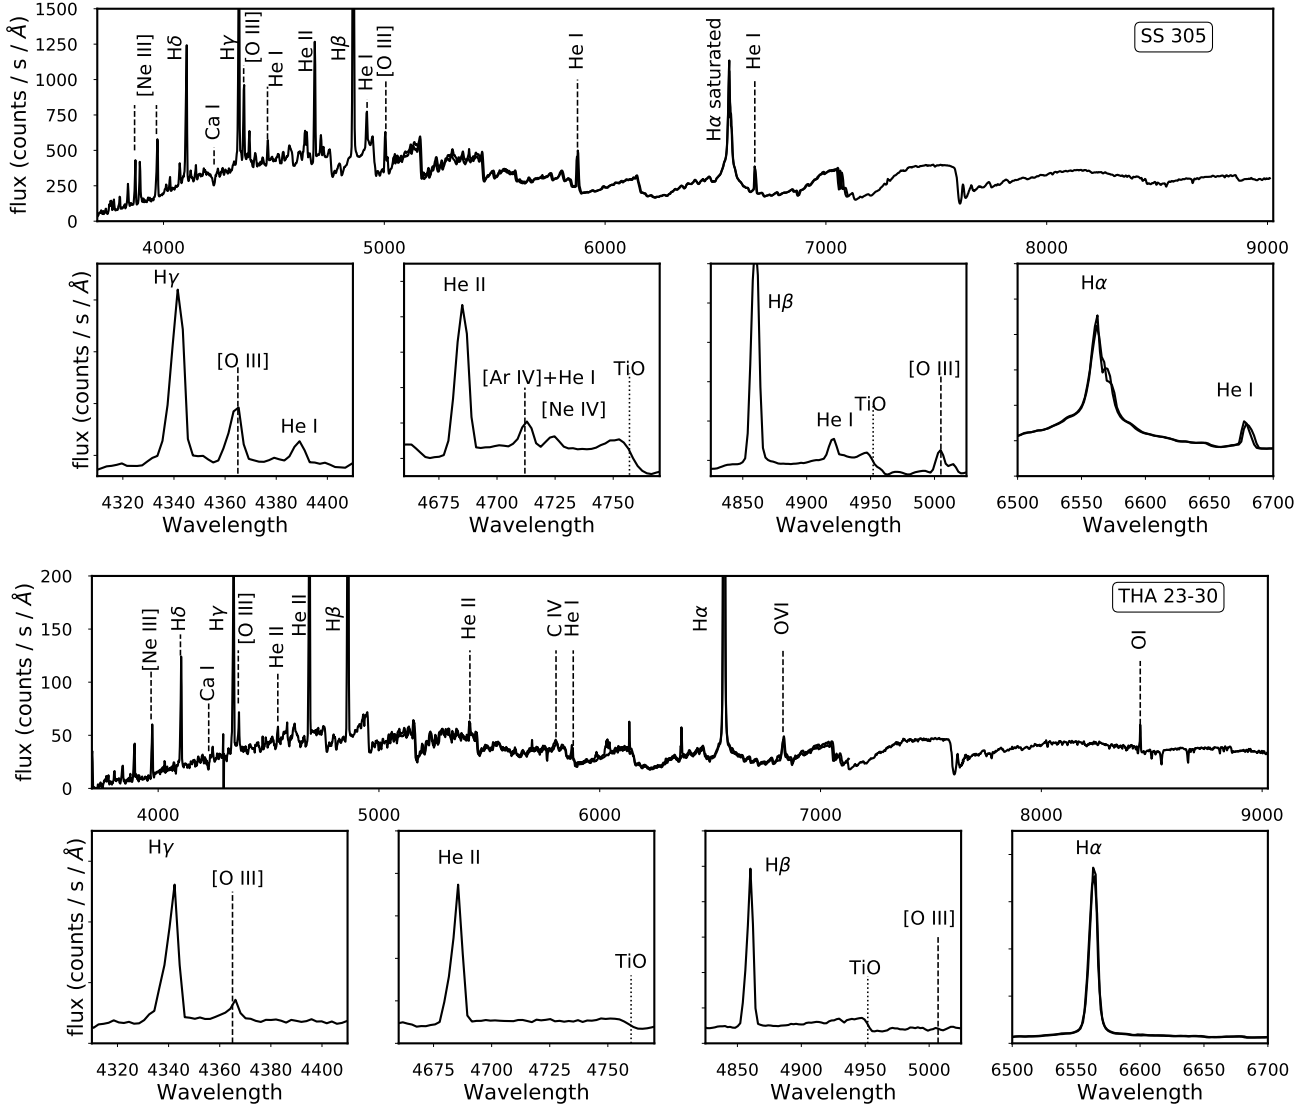 SS 305
flux (counts / s / Å)
1500
1250
1000
750
500
250
0
[Ne III]
Hδ
Ca I
Hγ
[O III]
He I
He II
Hβ
He I
[O III]
He I
Hα saturated
He I
4000 5000 6000 7000 8000 9000
flux (counts / s / Å)
Hγ
[O III]
He I
4320 4340 4360 4380 4400
Wavelength
He II
[Ar IV]+He I
[Ne IV]
TiO
4675 4700 4725 4750
Wavelength
Hβ
He I
TiO
[O III]
4850 4900 4950 5000
Wavelength
Hα
He I
6500 6550 6600 6650 6700
Wavelength
THA 23-30
flux (counts / s / Å)
200
150
100
50
0
[Ne III]
Hδ
Ca I
Hγ
[O III]
He II
He II
Hβ
He II
C IV
He I
Hα
OVI
OI
4000 5000 6000 7000 8000 9000
flux (counts / s / Å)
Hγ
[O III]
4320 4340 4360 4380 4400
Wavelength
He II
TiO
4675 4700 4725 4750
Wavelength
Hβ
TiO
[O III]
4850 4900 4950 5000
Wavelength
Hα
6500 6550 6600 6650 6700
Wavelength